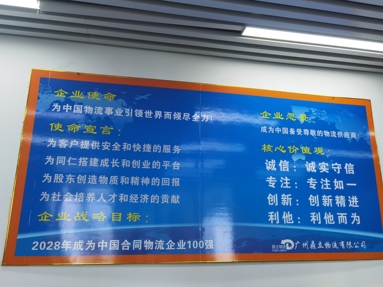 企业使命:
为中国物流事业引领世界而倾尽全力!
使命宣言:
为客户提供安全和快捷的服务
为同仁搭建成长和创业的平台
为股东创造物质和精神的回报
为社会培养人才和经济的贡献
企业战略目标:
2028年成为中国合同物流企业100强
企业愿景:
成为中国备受尊敬的物流供应商!
核心价值观:
诚信: 诚实守信
专注: 专注如一
创新: 创新精进
利他: 利他而为
广州鼎立物流有限公司